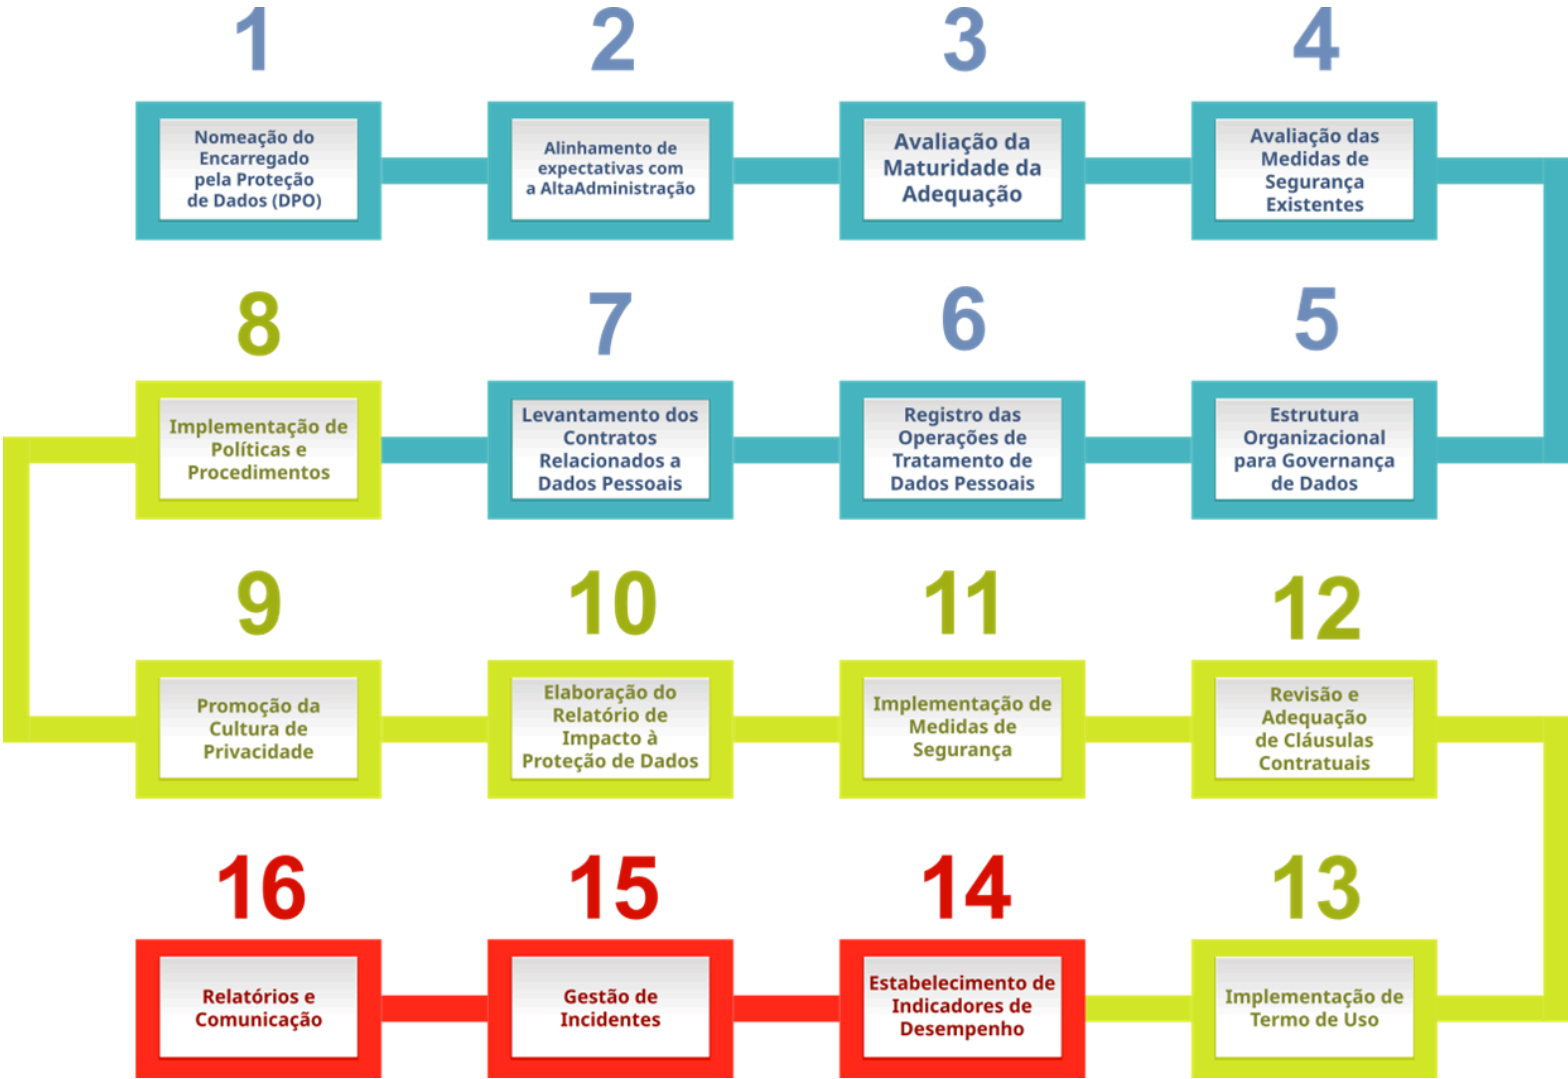 1
Nomeação do
Encarregado
pela Proteção
de Dados (DPO)
2
Alinhamento de
expectativas com
a AltaAdministração
3
Avaliação da
Maturidade da
Adequação
4
Avaliação das
Medidas de
Segurança
Existentes
5
Estrutura
Organizacional
para Governança
de Dados
6
Registro das
Operações de
Tratamento de
Dados Pessoais
7
Levantamento dos
Contratos
Relacionados a
Dados Pessoais
8
Implementação de
Políticas e
Procedimentos
9
Promoção da
Cultura de
Privacidade
10
Elaboração do
Relatório de
Impacto à
Proteção de Dados
11
Implementação de
Medidas de
Segurança
12
Revisão e
Adequação
de Cláusulas
Contratuais
13
Implementação de
Termo de Uso
14
Estabelecimento de
Indicadores de
Desempenho
15
Gestão de
Incidentes
16
Relatórios e
Comunicação